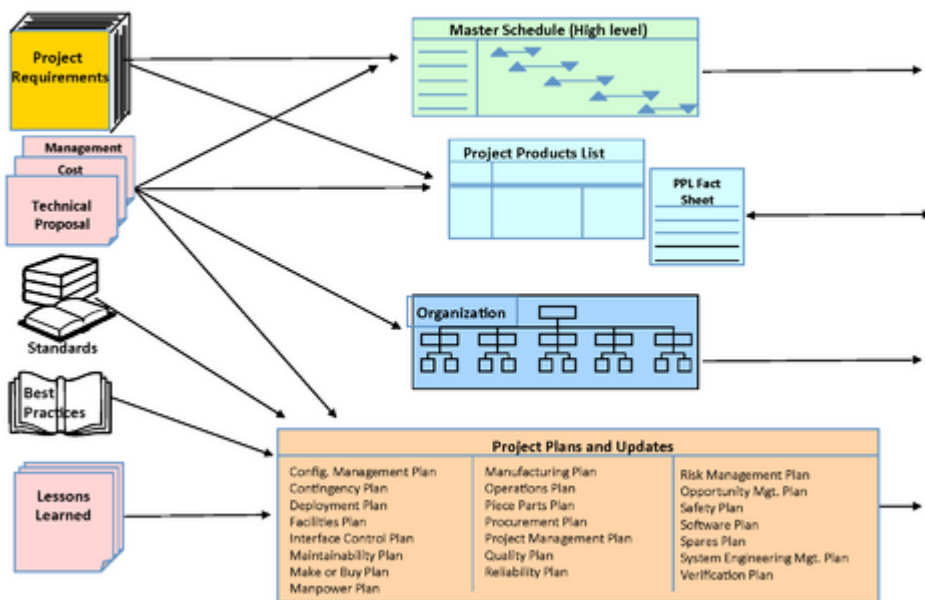 Project
Requirements
Management
Cost
Technical
Proposal
Standards
Best
Practices
Lessons
Learned
Master Schedule (High level)
Project Products List
PPL Fact
Sheet
Organization
Project Plans and Updates
Config. Management Plan
Contingency Plan
Deployment Plan
Facilities Plan
Interface Control Plan
Maintainability Plan
Make or Buy Plan
Manpower Plan
Manufacturing Plan
Operations Plan
Piece Parts Plan
Procurement Plan
Project Management Plan
Quality Plan
Reliability Plan
Risk Management Plan
Opportunity Mgt. Plan
Safety Plan
Software Plan
Spares Plan
System Engineering Mgt. Plan
Verification Plan